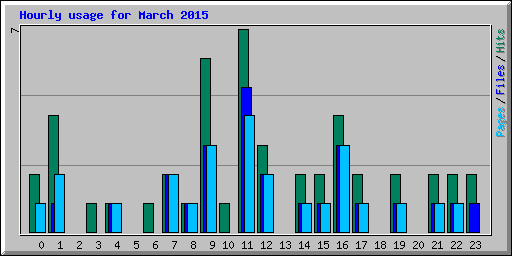 Hourly usage for March 2015
7
Pages/Files/Hits
0 1 2 3 4 5 6 7 8 9 10 11 12 13 14 15 16 17 18 19 20 21 22 23